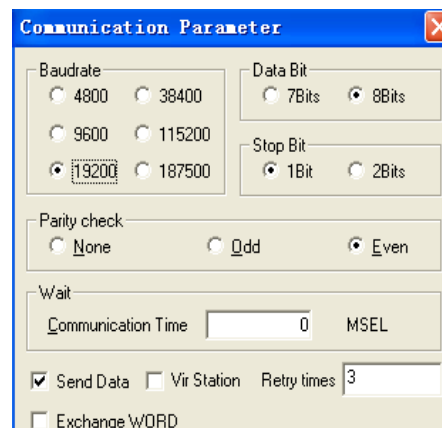 Communication Parameter
Baudrate
4800 38400
9600 115200
19200 187500
Data Bit
7Bits 8Bits
Stop Bit
1Bit 2Bits
Parity check
None Odd Even
Wait
Communication Time 0 MSEL
Send Data Vir Station Retry times 3
Exchange WORD